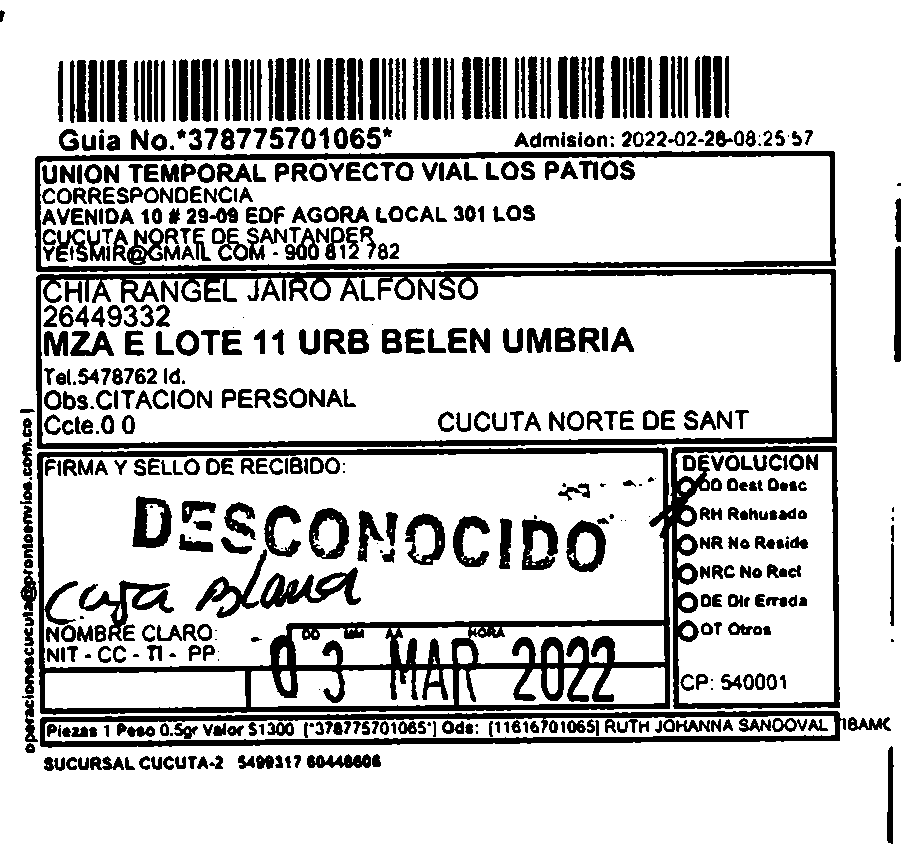 Guia No.*378775701065*
Admision: 2022-02-28-08:25:57
UNION TEMPORAL PROYECTO VIAL LOS PATIOS
CORRESPONDENCIA
AVENIDA 10 # 29-09 EDF AGORA LOCAL 301 LOS
CUCUTA NORTE DE SANTANDER
YEISMIR@GMAIL COM - 900 812 782
CHIA RANGEL JAIRO ALFONSO
26449332
MZA E LOTE 11 URB BELEN UMBRIA
Tel.5478762 Id.
Obs.CITACION PERSONAL
Ccte.0 0
CUCUTA NORTE DE SANT
operacionescucuta@prontoenvios.com.co
FIRMA Y SELLO DE RECIBIDO:
DESCONOCIDO
Casa Blanca
NOMBRE CLARO:
NIT - CC - TI - PP:
DD MM AA HORA
03 MAR 2022
DEVOLUCION
DD Dest Desc
RH Rehusado
NR No Reside
NRC No Recl
DE Dir Errada
OT Otros
CP: 540001
Piezas 1 Peso 0.5gr Valor $1300 [*378775701065*] Ods: [11616701065] RUTH JOHANNA SANDOVAL TIBAMO
SUCURSAL CUCUTA-2 5499317 60448606